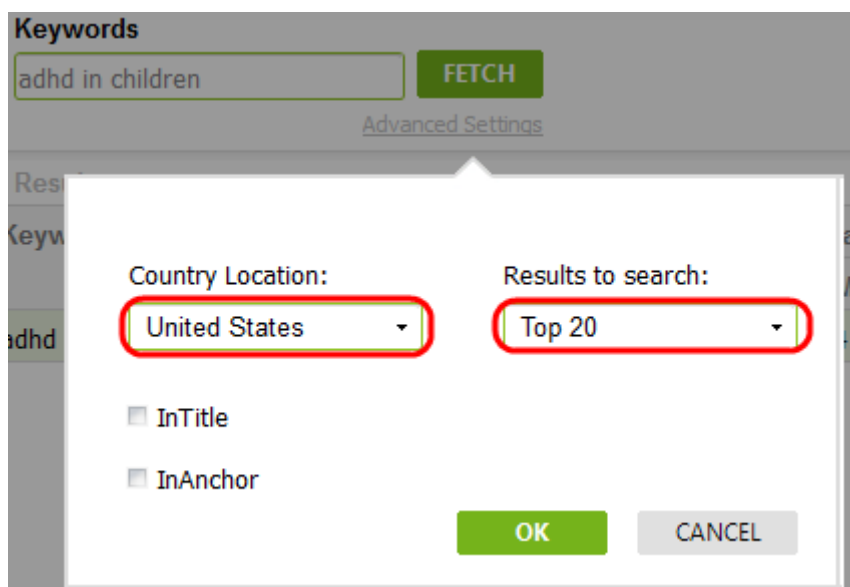 Keywords
adhd in children
FETCH
Advanced Settings
Country Location:
Results to search:
United States
Top 20
adhd
InTitle
InAnchor
OK
CANCEL